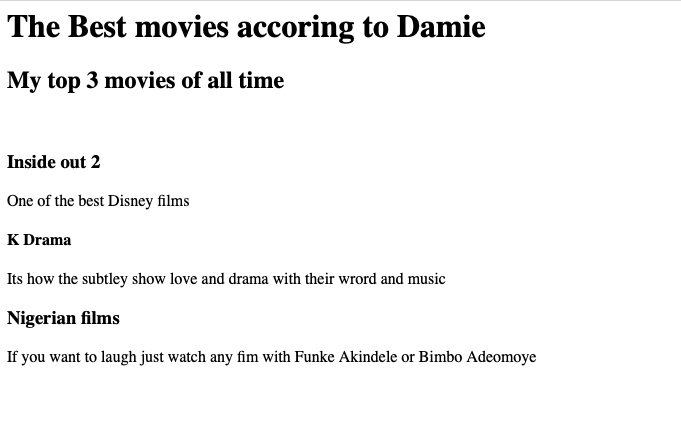 The Best movies accoring to Damie
My top 3 movies of all time
Inside out 2
One of the best Disney films
K Drama
Its how the subtley show love and drama with their wrord and music
Nigerian films
If you want to laugh just watch any fim with Funke Akindele or Bimbo Adeomoye